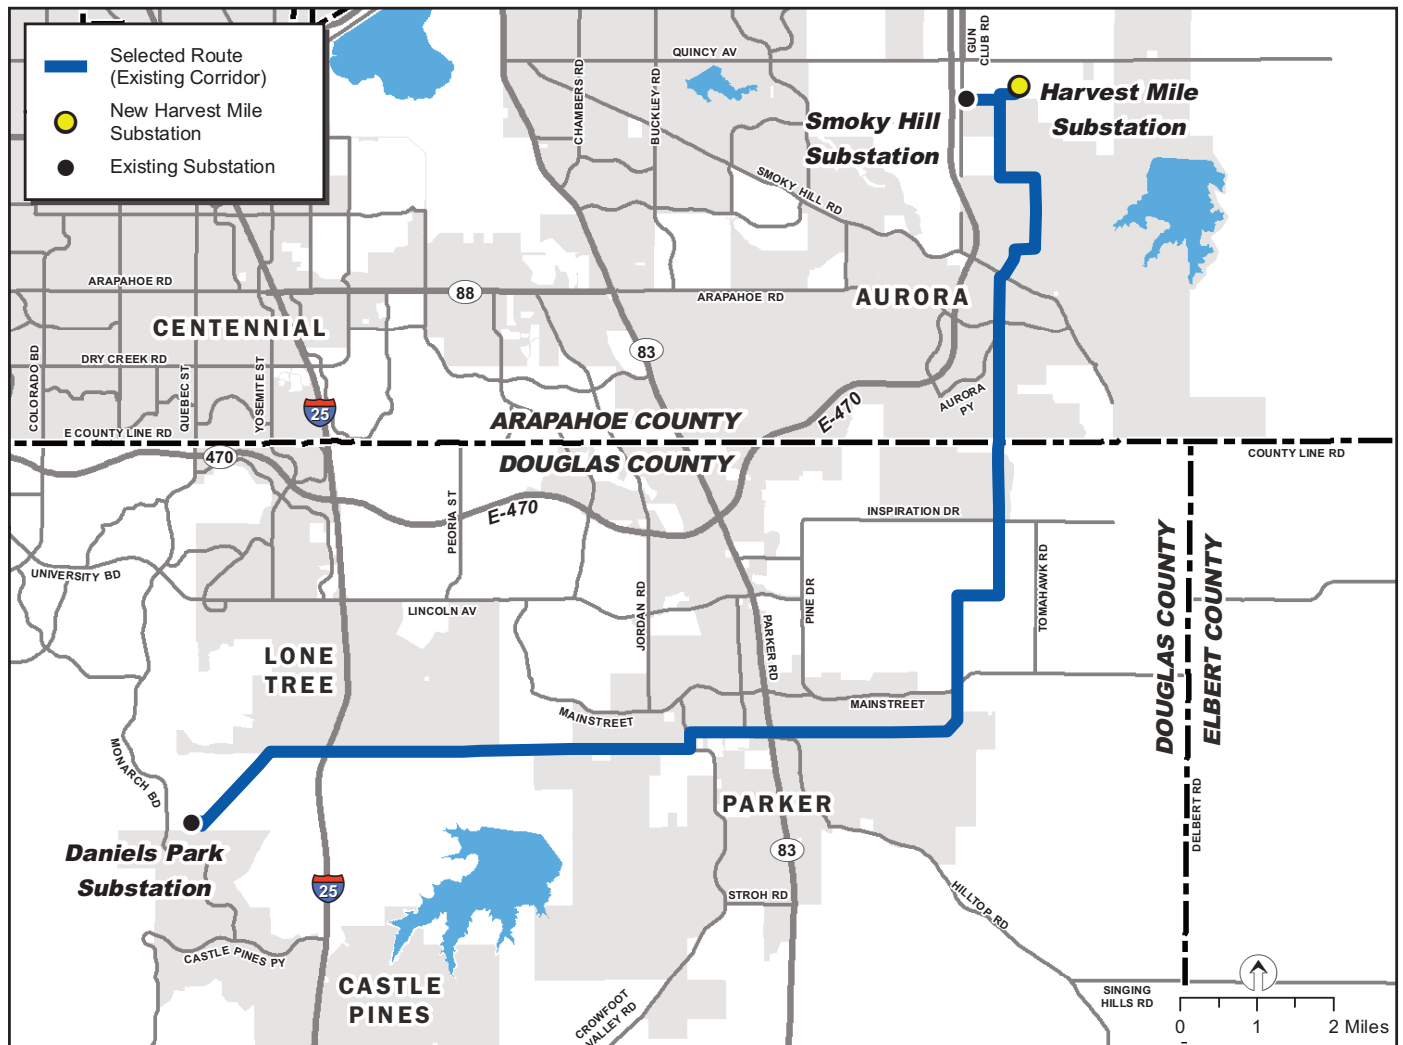 Selected Route
(Existing Corridor)
New Harvest Mile
Substation
Existing Substation
QUINCY AV
GUN
CLUB RD
CHAMBERS RD
BUCKLEY RD
Harvest Mile
Substation
Smoky Hill
Substation
SMOKY HILL RD
ARAPAHOE RD
88
ARAPAHOE RD
AURORA
CENTENNIAL
83
DRY CREEK RD
COLORADO BD
QUEBEC ST
YOSEMITE ST
25
AURORA
PY
E-470
ARAPAHOE COUNTY
E COUNTY LINE RD
COUNTY LINE RD
470
DOUGLAS COUNTY
PEORIA ST
E-470
INSPIRATION DR
DOUGLAS COUNTY
ELBERT COUNTY
UNIVERSITY BD
LINCOLN AV
JORDAN RD
PARKER RD
PINE DR
TOMAHAWK RD
LONE
TREE
MAINSTREET
MAINSTREET
MONARCH BD
PARKER
DELBERT RD
Daniels Park
Substation
83
25
STROH RD
HILLTOP RD
CASTLE PINES PY
CASTLE
PINES
CROWFOOT
VALLEY RD
SINGING
HILLS RD
0 1 2 Miles